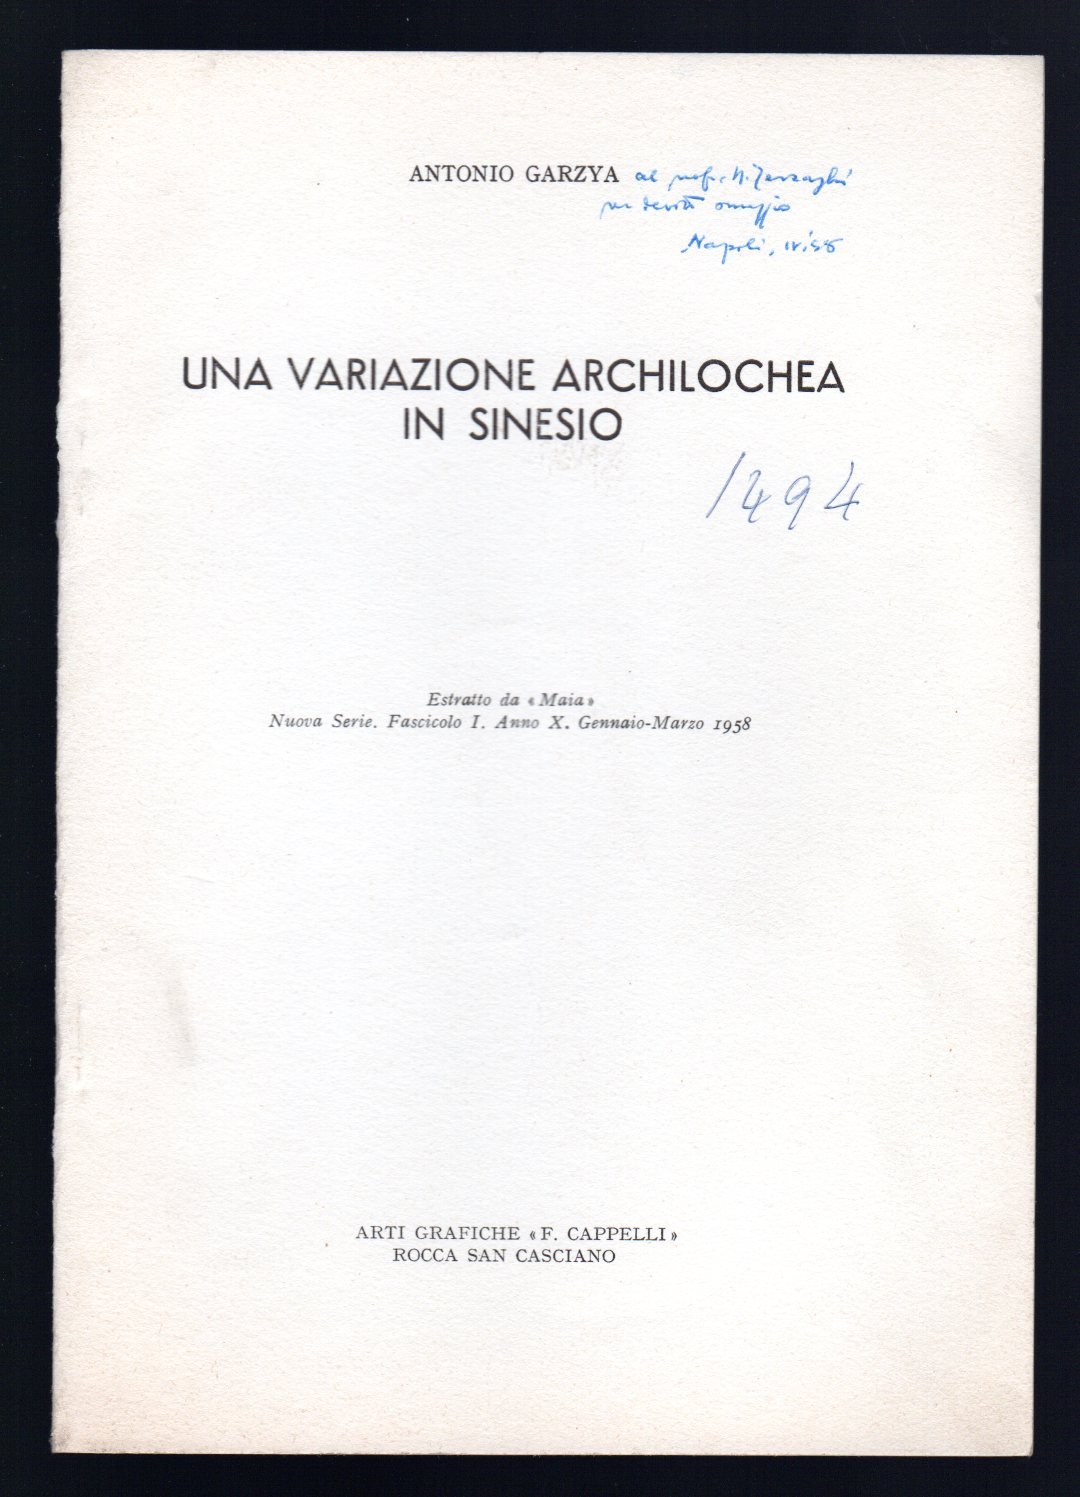 ANTONIO GARZYA al prof. N. Terzaghi
in devoto omaggio
Napoli, IV.'58
UNA VARIAZIONE ARCHILOCHEA
IN SINESIO
1494
Estratto da « Maia »
Nuova Serie. Fascicolo I. Anno X. Gennaio-Marzo 1958
ARTI GRAFICHE « F. CAPPELLI »
ROCCA SAN CASCIANO